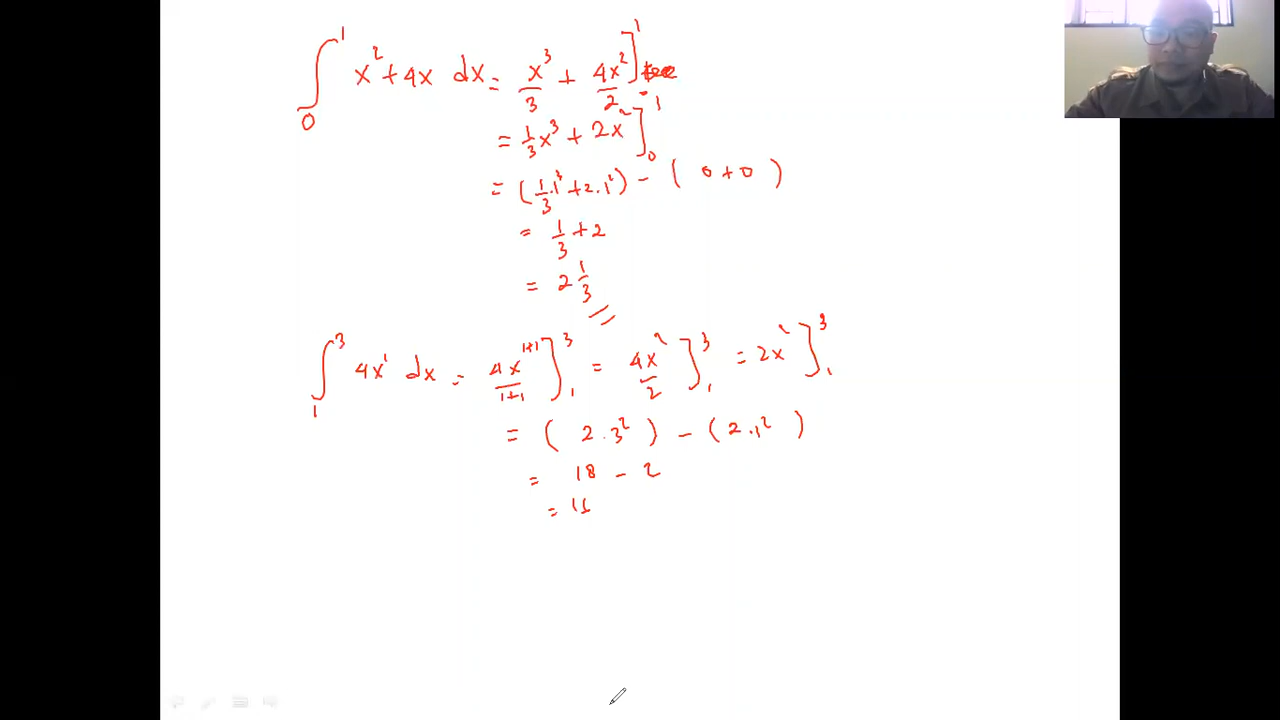 ∫₀¹ x² + 4x dx = x³/3 + 4x²/2 ]¹
= 1/3 x³ + 2x² ]₀¹
= (1/3 . 1³ + 2 . 1²) - ( 0 + 0 )
= 1/3 + 2
= 2 1/3
∫₁³ 4x¹ dx = 4x¹⁺¹/1+1 ]₁³ = 4x²/2 ]₁³ = 2x² ]₁³
= ( 2 . 3² ) - ( 2 . 1² )
= 18 - 2
= 16